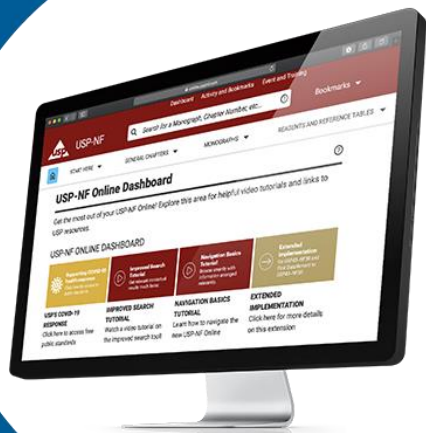 Dashboard Activity and Bookmarks Event and Training
USP USP-NF
Search for a Monograph, Chapter Number, etc...
Bookmarks
START HERE GENERAL CHAPTERS MONOGRAPHS REAGENTS AND REFERENCE TABLES
USP-NF Online Dashboard
Get the most out of your USP-NF Online! Explore this area for helpful video tutorials and links to
USP resources.
USP-NF ONLINE DASHBOARD
Improved Search
Tutorial
Navigation Basics
Tutorial
Extended
Implementation
USP'S COVID-19
RESPONSE
Click here to access free
public standards
IMPROVED SEARCH
TUTORIAL
Watch a video tutorial on
the improved search tool!
NAVIGATION BASICS
TUTORIAL
Learn how to navigate the
new USP-NF Online
EXTENDED
IMPLEMENTATION
Click here for more details
on this extension